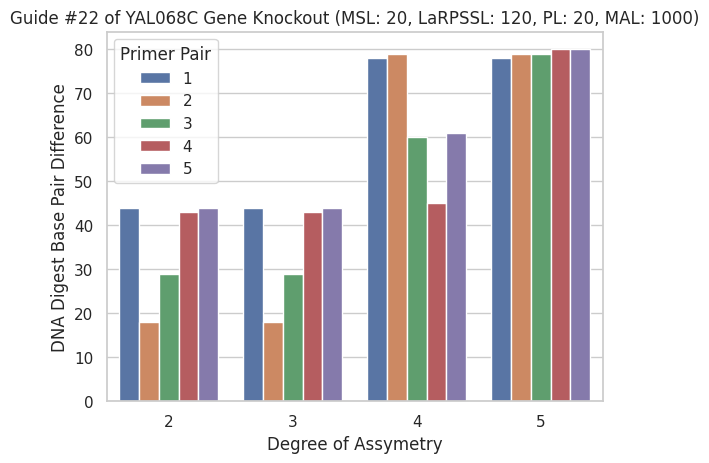 Guide #22 of YAL068C Gene Knockout (MSL: 20, LaRPSSL: 120, PL: 20, MAL: 1000)
Primer Pair
1
2
3
4
5
DNA Digest Base Pair Difference
80
70
60
50
40
30
20
10
0
2 3 4 5
Degree of Assymetry